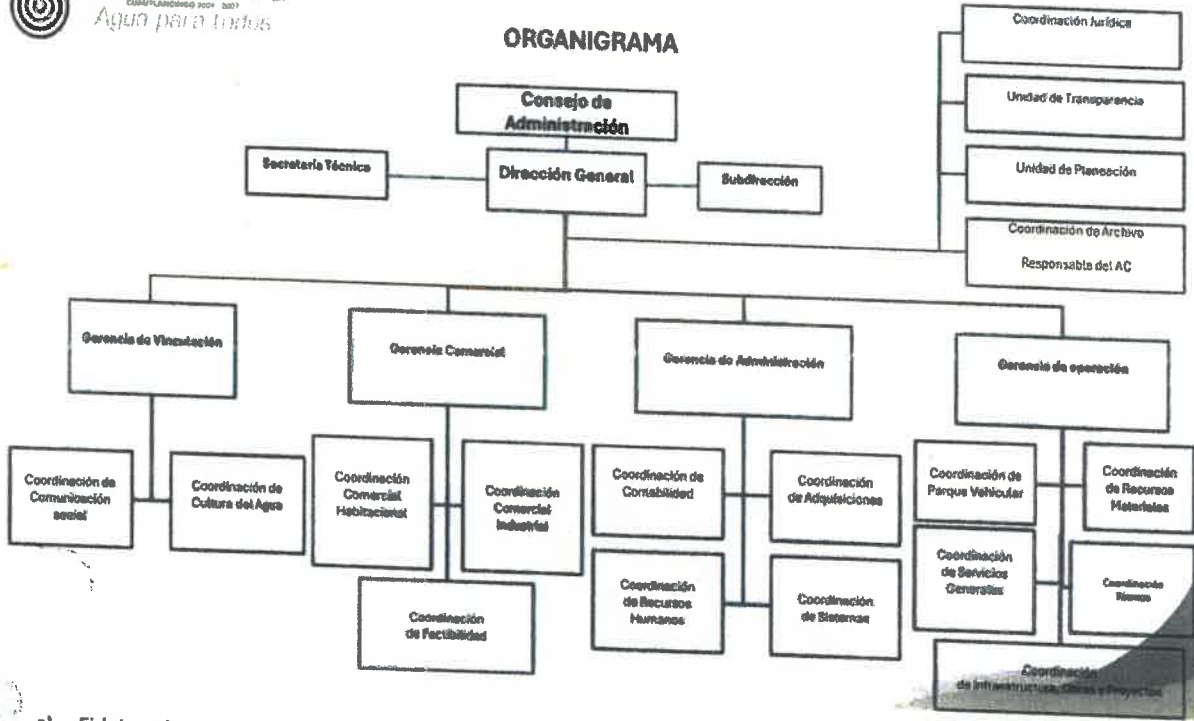 CUAUTLANCINGO 2024 2027
Agua para todos
ORGANIGRAMA
Consejo de
Administración
Secretaría Técnica
Dirección General
Subdirección
Coordinación Jurídica
Unidad de Transparencia
Unidad de Planeación
Coordinación de Archivo
Responsable del AC
Gerencia de Vinculación
Gerencia Comercial
Gerencia de Administración
Gerencia de operación
Coordinación de
Comunicación
social
Coordinación de
Cultura del Agua
Coordinación
Comercial
Habitacional
Coordinación
Comercial
Industrial
Coordinación
de Factibilidad
Coordinación de
Contabilidad
Coordinación
de Adquisiciones
Coordinación
de Recursos
Humanos
Coordinación
de Sistemas
Coordinación de
Parque Vehicular
Coordinación
de Recursos
Materiales
Coordinación
de Servicios
Generales
Coordinación
Coordinación
de Infraestructura, Obras y Proyectos